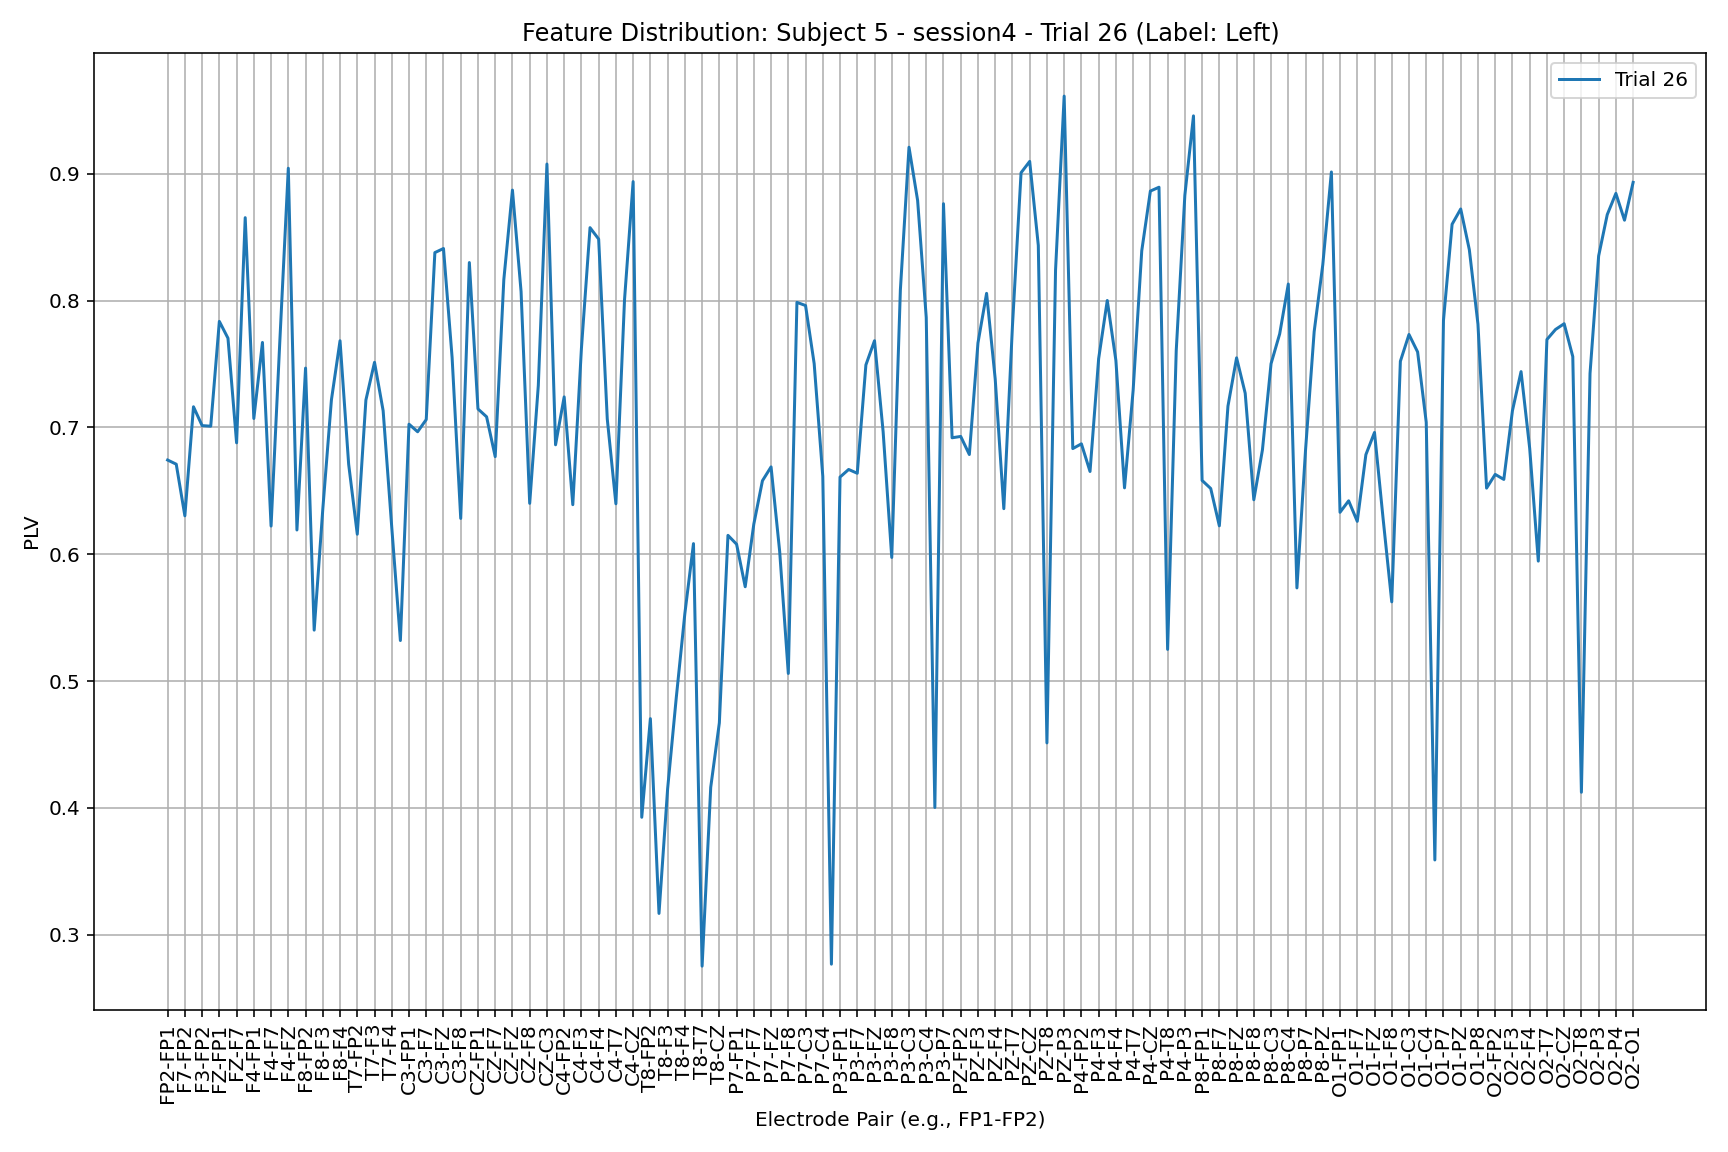 Feature Distribution: Subject 5 - session4 - Trial 26 (Label: Left)
Trial 26
PLV
0.9
0.8
0.7
0.6
0.5
0.4
0.3
FP2-FP1
F7-FP2
F3-FP2
FZ-FP1
FZ-F7
F4-FP1
F4-F7
F4-FZ
F8-FP2
F8-F3
F8-F4
T7-FP2
T7-F3
T7-F4
C3-FP1
C3-F7
C3-FZ
C3-F8
CZ-FP1
CZ-F7
CZ-FZ
CZ-F8
CZ-C3
C4-FP2
C4-F3
C4-F4
C4-T7
C4-CZ
T8-FP2
T8-F3
T8-F4
T8-T7
T8-CZ
P7-FP1
P7-F7
P7-FZ
P7-F8
P7-C3
P7-C4
P3-FP1
P3-F7
P3-FZ
P3-F8
P3-C3
P3-C4
P3-P7
PZ-FP2
PZ-F3
PZ-F4
PZ-T7
PZ-CZ
PZ-T8
PZ-P3
P4-FP2
P4-F3
P4-F4
P4-T7
P4-CZ
P4-T8
P4-P3
P8-FP1
P8-F7
P8-FZ
P8-F8
P8-C3
P8-C4
P8-P7
P8-PZ
O1-FP1
O1-F7
O1-FZ
O1-F8
O1-C3
O1-C4
O1-P7
O1-PZ
O1-P8
O2-FP2
O2-F3
O2-F4
O2-T7
O2-CZ
O2-T8
O2-P3
O2-P4
O2-O1
Electrode Pair (e.g., FP1-FP2)